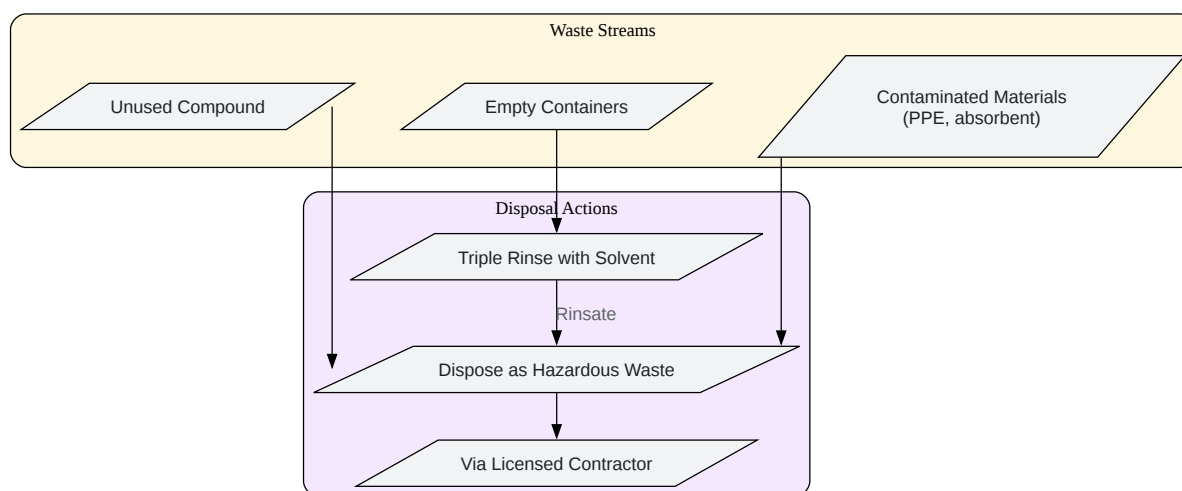 Waste Streams
Unused Compound
Empty Containers
Contaminated Materials
(PPE, absorbent)
Disposal Actions
Triple Rinse with Solvent
Rinsate
Dispose as Hazardous Waste
Via Licensed Contractor